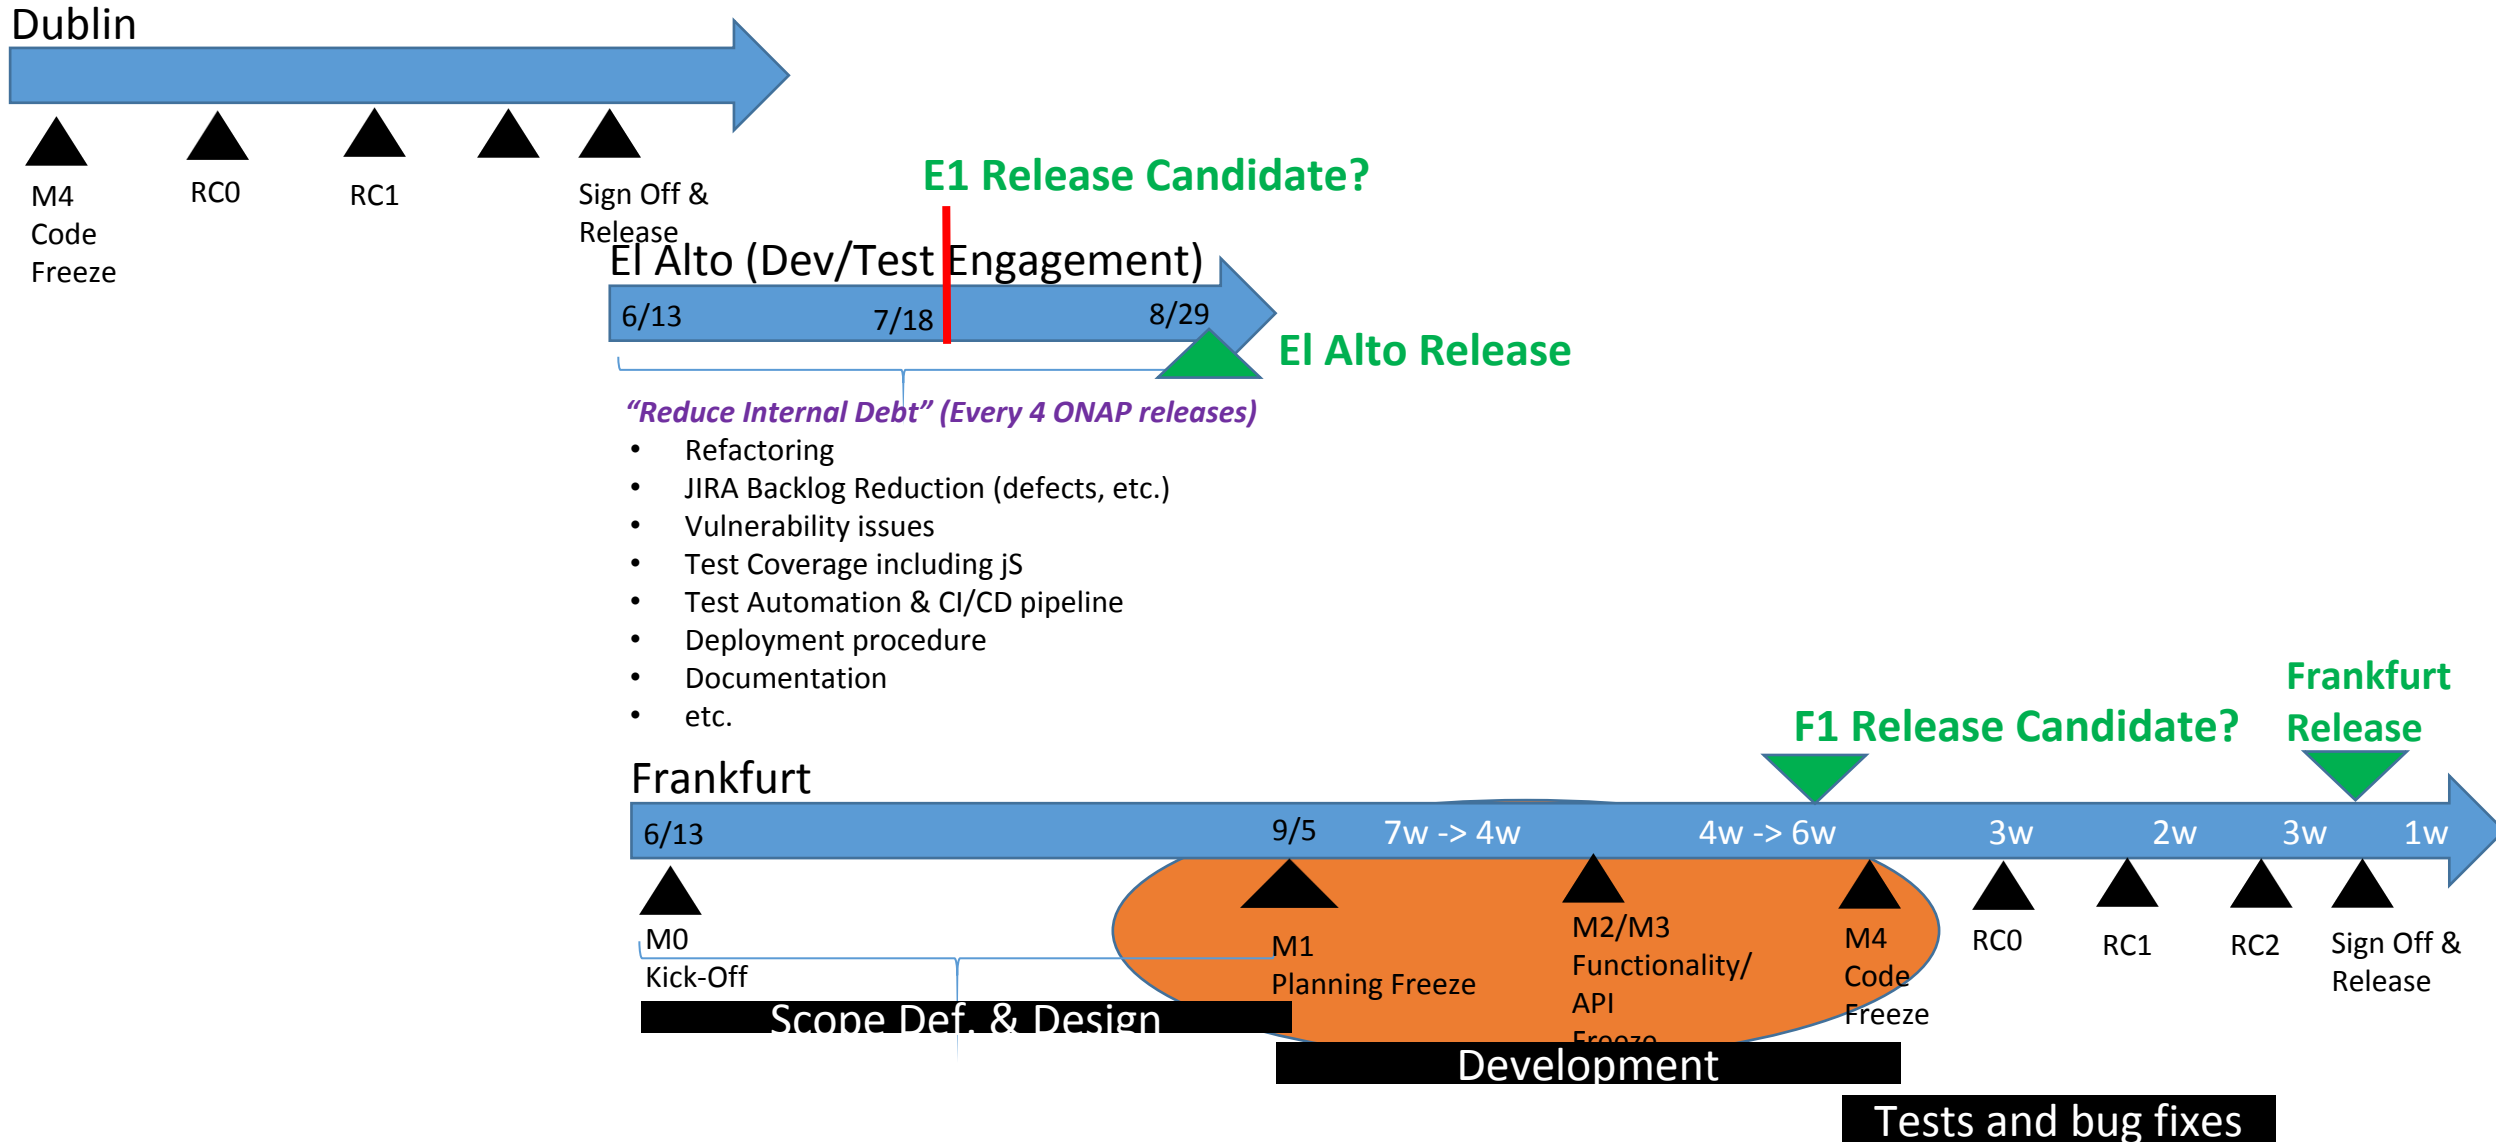 Dublin
M4
Code
Freeze
RC0
RC1
Sign Off &
Release
E1 Release Candidate?
El Alto (Dev/Test Engagement)
6/13
7/18
8/29
El Alto Release
“Reduce Internal Debt” (Every 4 ONAP releases)
• Refactoring
• JIRA Backlog Reduction (defects, etc.)
• Vulnerability issues
• Test Coverage including jS
• Test Automation & CI/CD pipeline
• Deployment procedure
• Documentation
• etc.
F1 Release Candidate?
Frankfurt
Release
Frankfurt
6/13
9/5
7w -> 4w
4w -> 6w
3w
2w
3w
1w
M0
Kick-Off
M1
Planning Freeze
M2/M3
Functionality/
API
Freeze
M4
Code
Freeze
RC0
RC1
RC2
Sign Off &
Release
Scope Def. & Design
Development
Tests and bug fixes